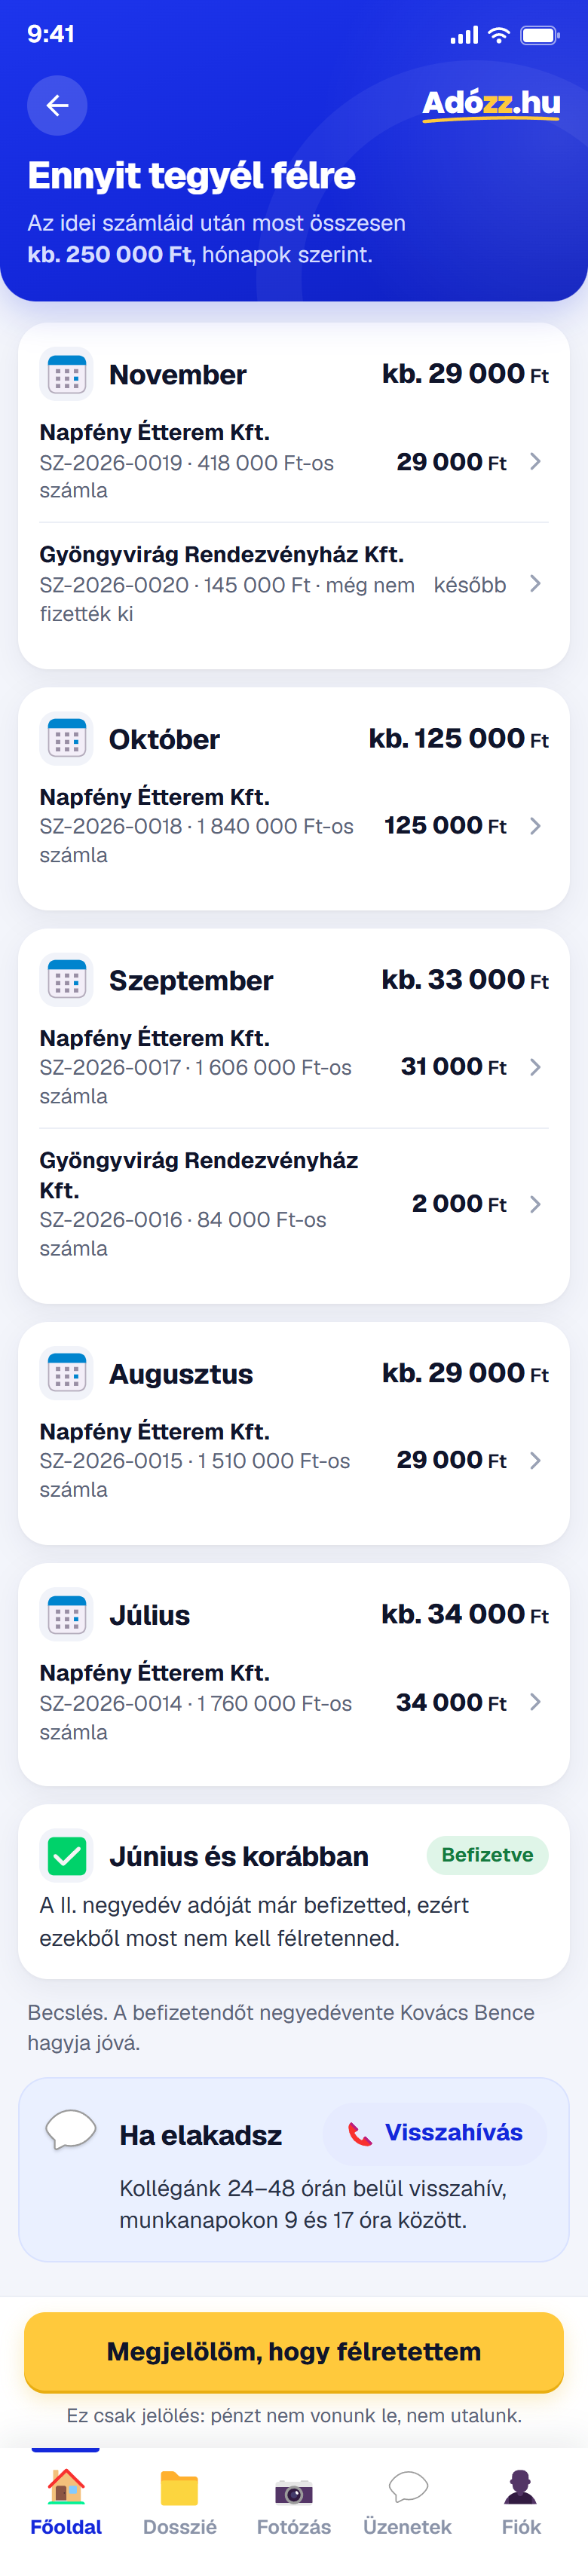 9:41
Adózz.hu
Ennyit tegyél félre
Az idei számláid után most összesen
kb. 250 000 Ft, hónapok szerint.
November kb. 29 000 Ft
Napfény Étterem Kft.
SZ-2026-0019 · 418 000 Ft-os
számla
29 000 Ft
Gyöngyvirág Rendezvényház Kft.
SZ-2026-0020 · 145 000 Ft · még nem
fizették ki
később
Október kb. 125 000 Ft
Napfény Étterem Kft.
SZ-2026-0018 · 1 840 000 Ft-os
számla
125 000 Ft
Szeptember kb. 33 000 Ft
Napfény Étterem Kft.
SZ-2026-0017 · 1 606 000 Ft-os
számla
31 000 Ft
Gyöngyvirág Rendezvényház
Kft.
SZ-2026-0016 · 84 000 Ft-os
számla
2 000 Ft
Augusztus kb. 29 000 Ft
Napfény Étterem Kft.
SZ-2026-0015 · 1 510 000 Ft-os
számla
29 000 Ft
Július kb. 34 000 Ft
Napfény Étterem Kft.
SZ-2026-0014 · 1 760 000 Ft-os
számla
34 000 Ft
Június és korábban Befizetve
A II. negyedév adóját már befizetted, ezért
ezekből most nem kell félretenned.
Becslés. A befizetendőt negyedévente Kovács Bence
hagyja jóvá.
Ha elakadsz Visszahívás
Kollégánk 24–48 órán belül visszahív,
munkanapokon 9 és 17 óra között.
Megjelölöm, hogy félretettem
Ez csak jelölés: pénzt nem vonunk le, nem utalunk.
Főoldal Dosszié Fotózás Üzenetek Fiók